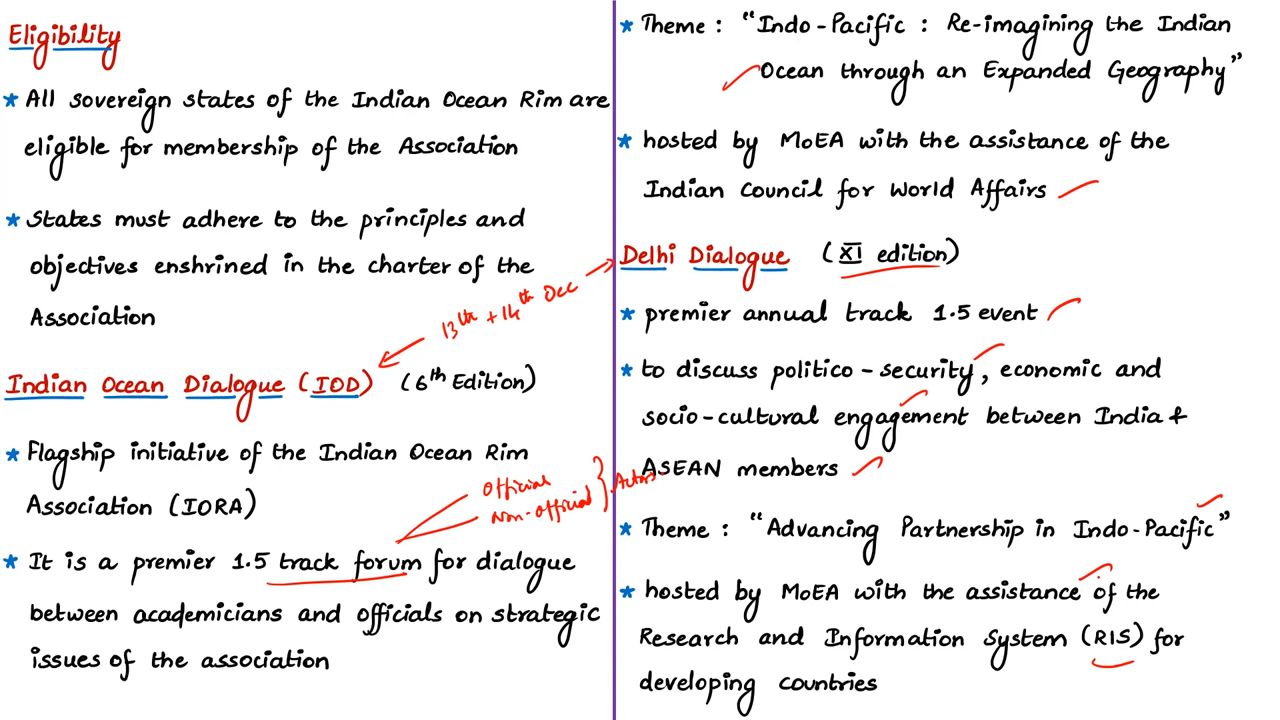 Eligibility
* All sovereign states of the Indian Ocean Rim are
eligible for membership of the Association
* States must adhere to the principles and
objectives enshrined in the charter of the
Association
13th + 14th Dec
Indian Ocean Dialogue (IOD) (6th Edition)
* Flagship initiative of the Indian Ocean Rim
Association (IORA)
Official
Non-official } Actors
* It is a premier 1.5 track forum for dialogue
between academicians and officials on strategic
issues of the association
* Theme : "Indo-Pacific : Re-imagining the Indian
Ocean through an Expanded Geography"
* hosted by MoEA with the assistance of the
Indian Council for World Affairs
Delhi Dialogue (XI edition)
* premier annual track 1.5 event
* to discuss politico-security, economic and
socio-cultural engagement between India &
ASEAN members
* Theme : "Advancing Partnership in Indo-Pacific"
* hosted by MoEA with the assistance of the
Research and Information System (RIS) for
developing countries